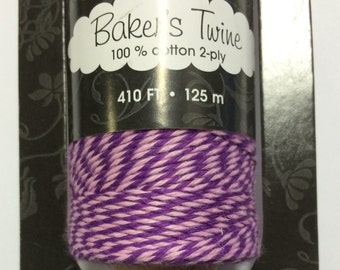 Baker's Twine
100 % cotton 2-ply
410 FT • 125 m